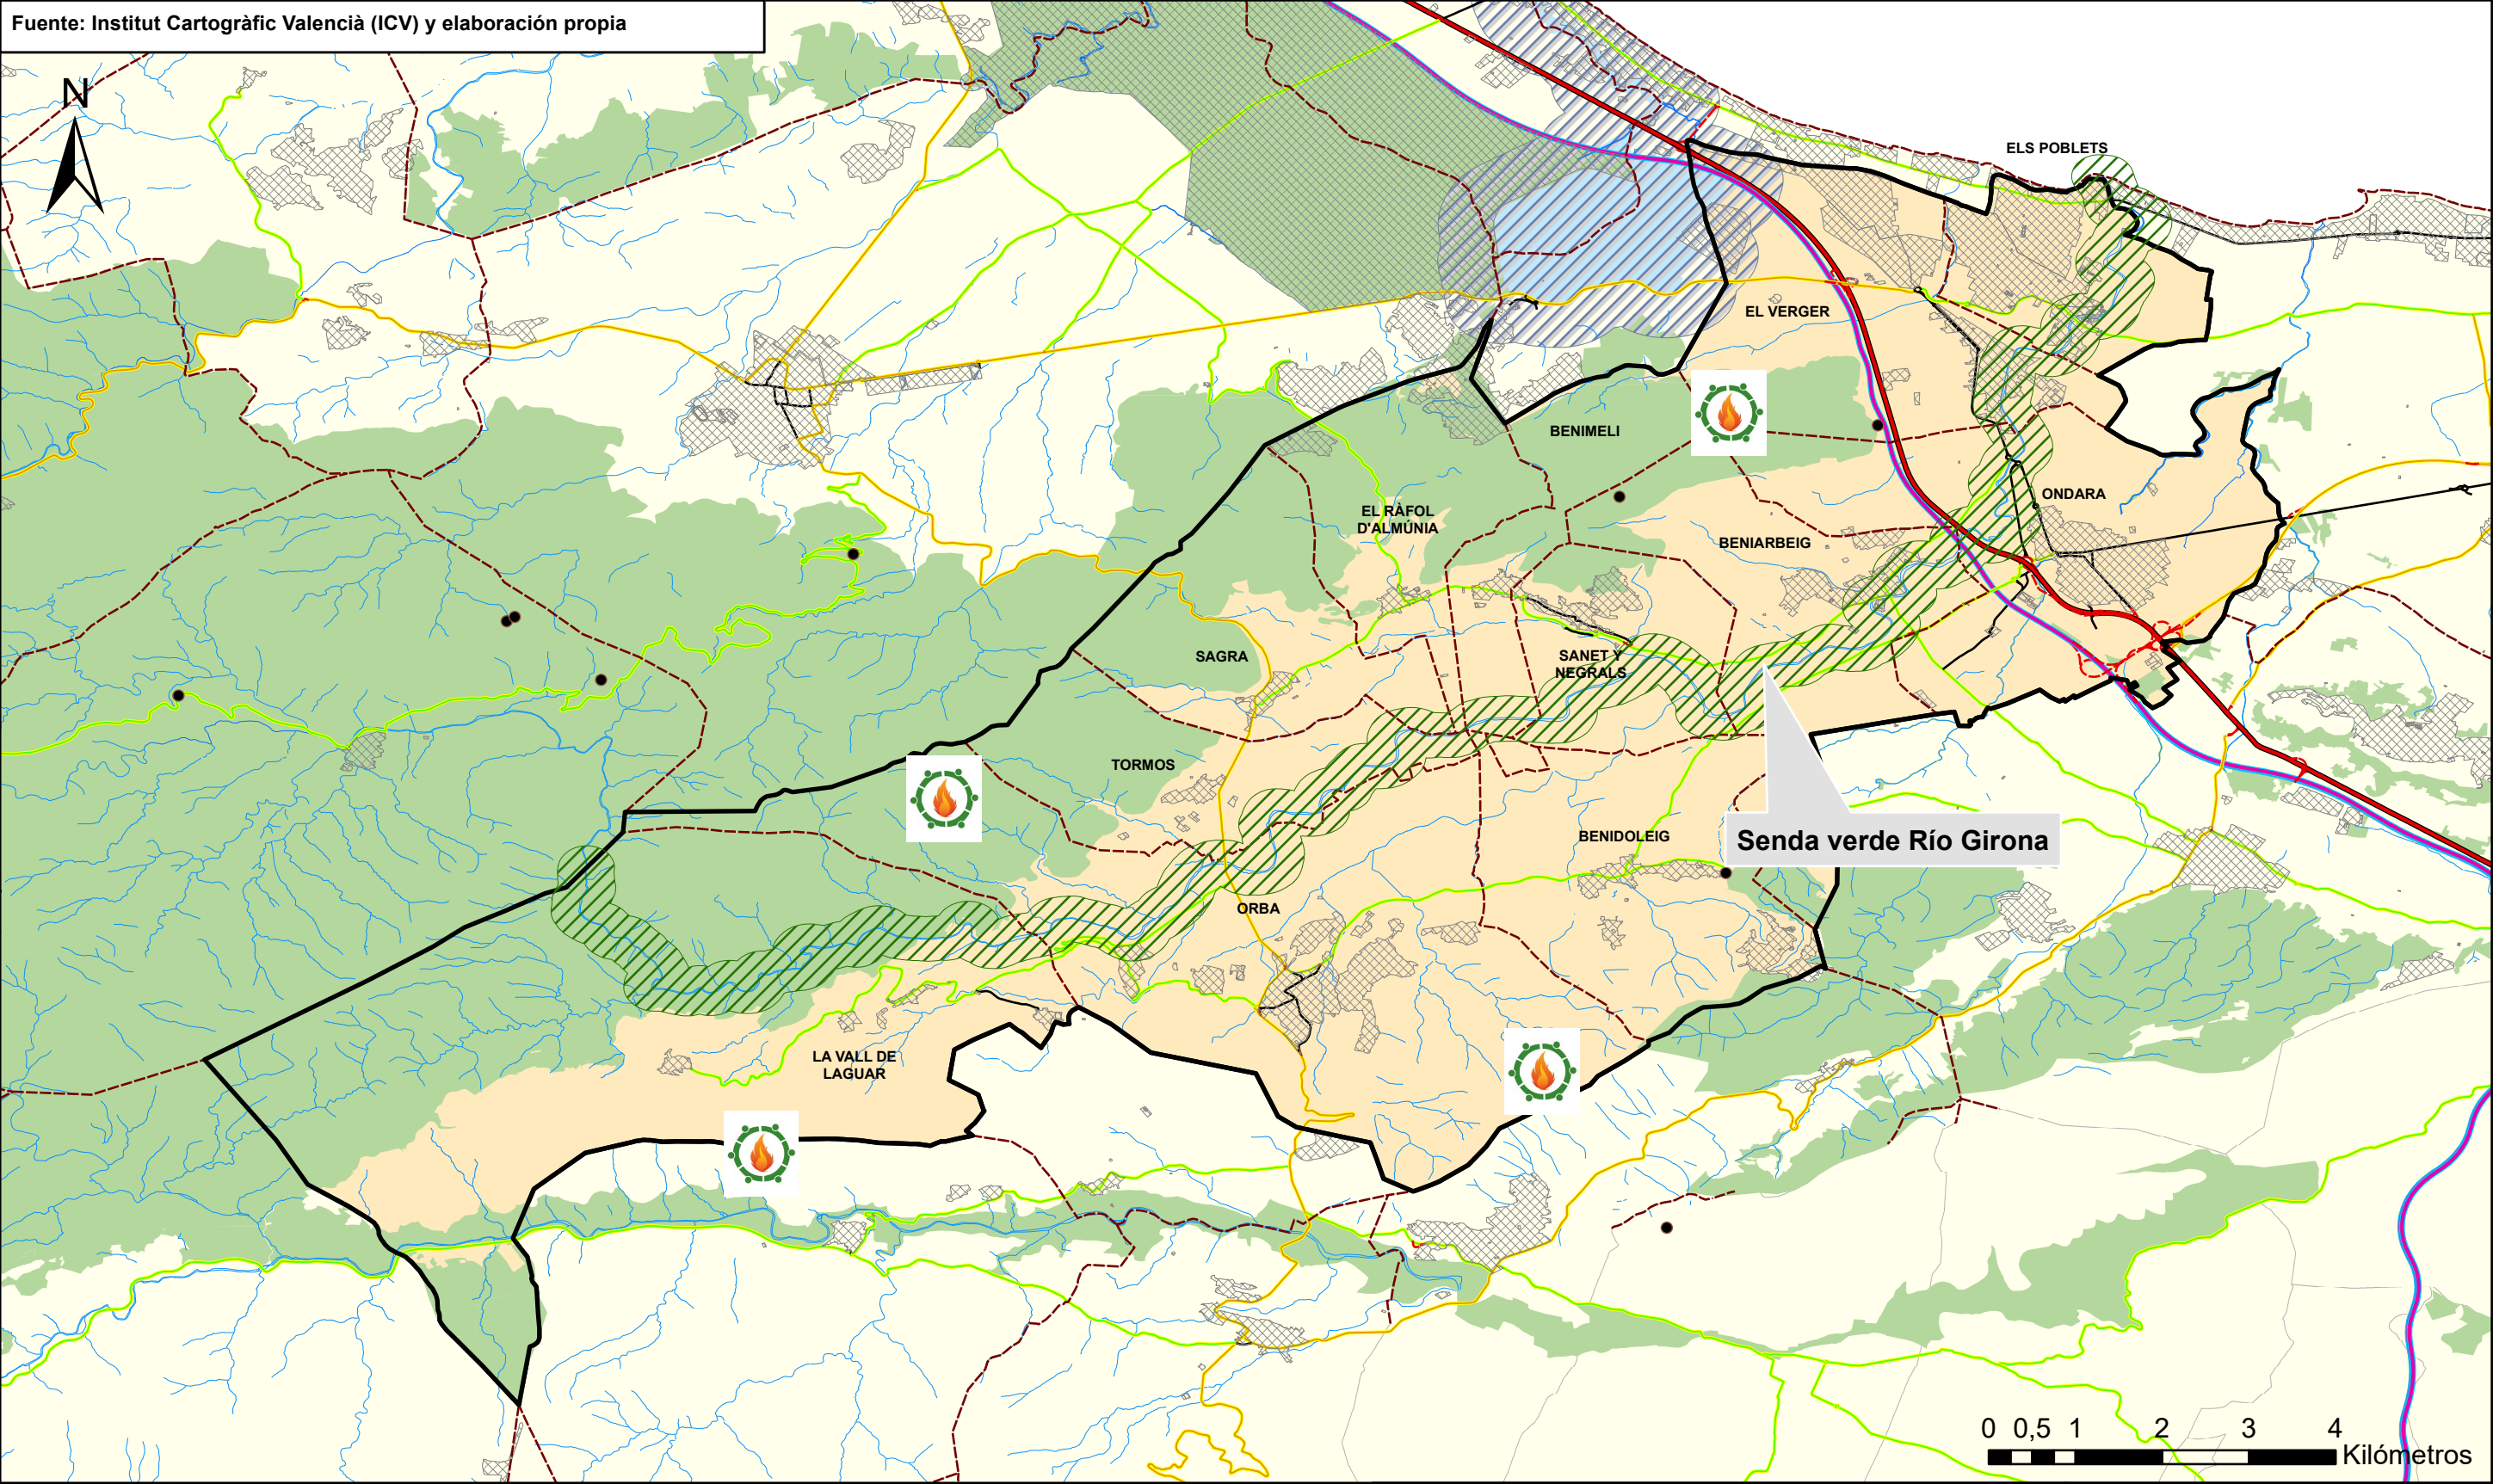 Fuente: Institut Cartogràfic Valencià (ICV) y elaboración propia
N
ELS POBLETS
EL VERGER
BENIMELI
ONDARA
EL RÀFOL
D'ALMÚNIA
BENIARBEIG
SAGRA
SANET Y
NEGRALS
TORMOS
BENIDOLEIG
Senda verde Río Girona
ORBA
LA VALL DE
LAGUAR
0 0,5 1 2 3 4
Kilómetros